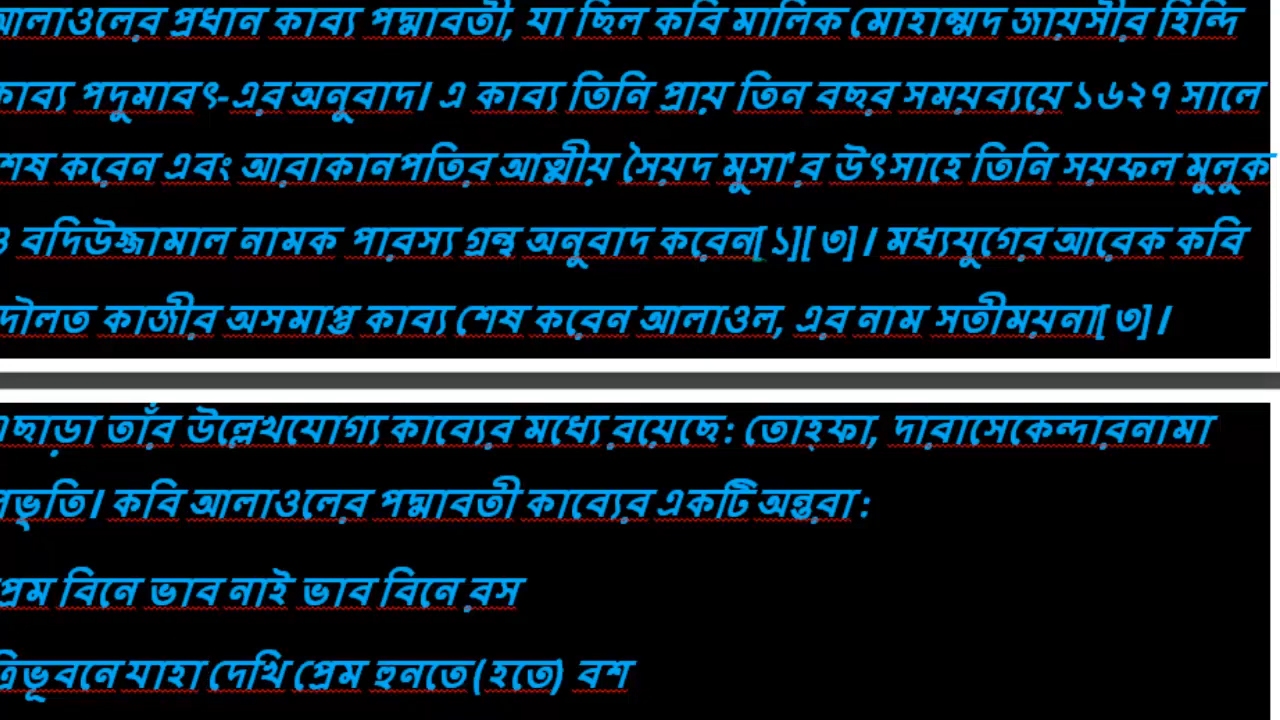 আলাওলের প্রধান কাব্য পদ্মাবতী, যা ছিল কবি মালিক মোহাম্মদ জায়সীর হিন্দি
কাব্য পদুমাবৎ-এর অনুবাদ। এ কাব্য তিনি প্রায় তিন বছর সময়ব্যয়ে ১৬২৭ সালে
শেষ করেন এবং আরাকানপতির আত্মীয় সৈয়দ মুসা'র উৎসাহে তিনি সয়ফল মুলুক
ও বদিউজ্জামাল নামক পারস্য গ্রন্থ অনুবাদ করেন[১][৩]। মধ্যযুগের আরেক কবি
দৌলত কাজীর অসমাপ্ত কাব্য শেষ করেন আলাওল, এর নাম সতীময়না[৩]।
এছাড়া তাঁর উল্লেখযোগ্য কাব্যের মধ্যে রয়েছে: তোহ্ফা, দারাসেকেন্দারনামা
প্রভৃতি। কবি আলাওলের পদ্মাবতী কাব্যের একটি অন্তরা :
প্রেম বিনে ভাব নাই ভাব বিনে রস
ত্রিভূবনে যাহা দেখি প্রেম হুনতে (হতে) বশ